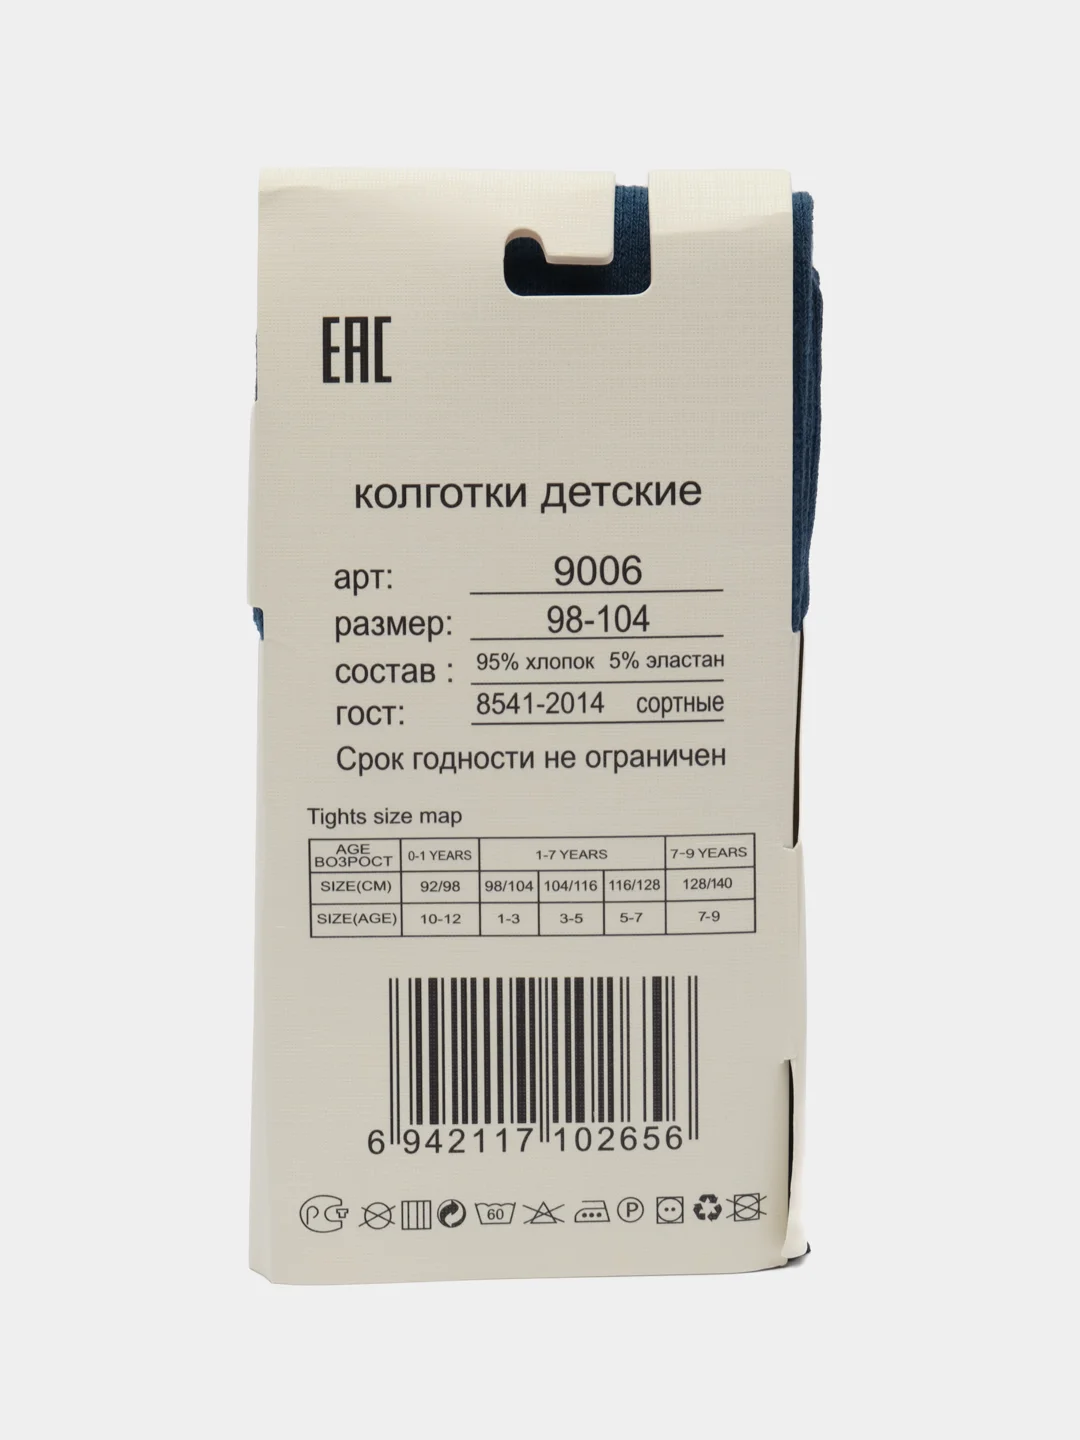 EAC
колготки детские
арт: 9006
размер: 98-104
состав : 95% хлопок 5% эластан
гост: 8541-2014 сортные
Срок годности не ограничен
Tights size map
AGE ВОЗРОСТ 0-1 YEARS 1-7 YEARS 7-9 YEARS
SIZE(CM) 92/98 98/104 104/116 116/128 128/140
SIZE(AGE) 10-12 1-3 3-5 5-7 7-9
6 942117 102656
РСТ 60 P